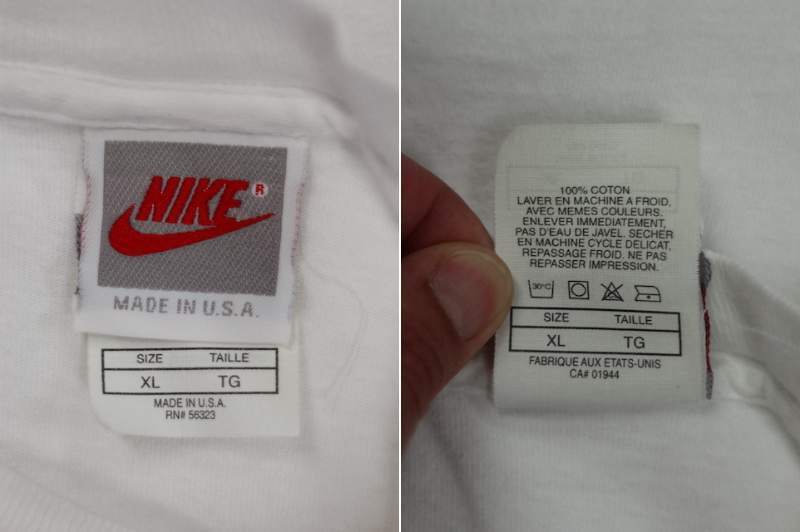 NIKE ®
MADE IN U.S.A.
SIZE TAILLE
XL TG
MADE IN U.S.A.
RN# 56323
100% COTON
LAVER EN MACHINE A FROID,
AVEC MEMES COULEURS.
ENLEVER IMMEDIATEMENT,
PAS D'EAU DE JAVEL. SECHER
EN MACHINE CYCLE DELICAT,
REPASSAGE FROID. NE PAS
REPASSER IMPRESSION.
30°C
SIZE TAILLE
XL TG
FABRIQUE AUX ETATS-UNIS
CA# 01944